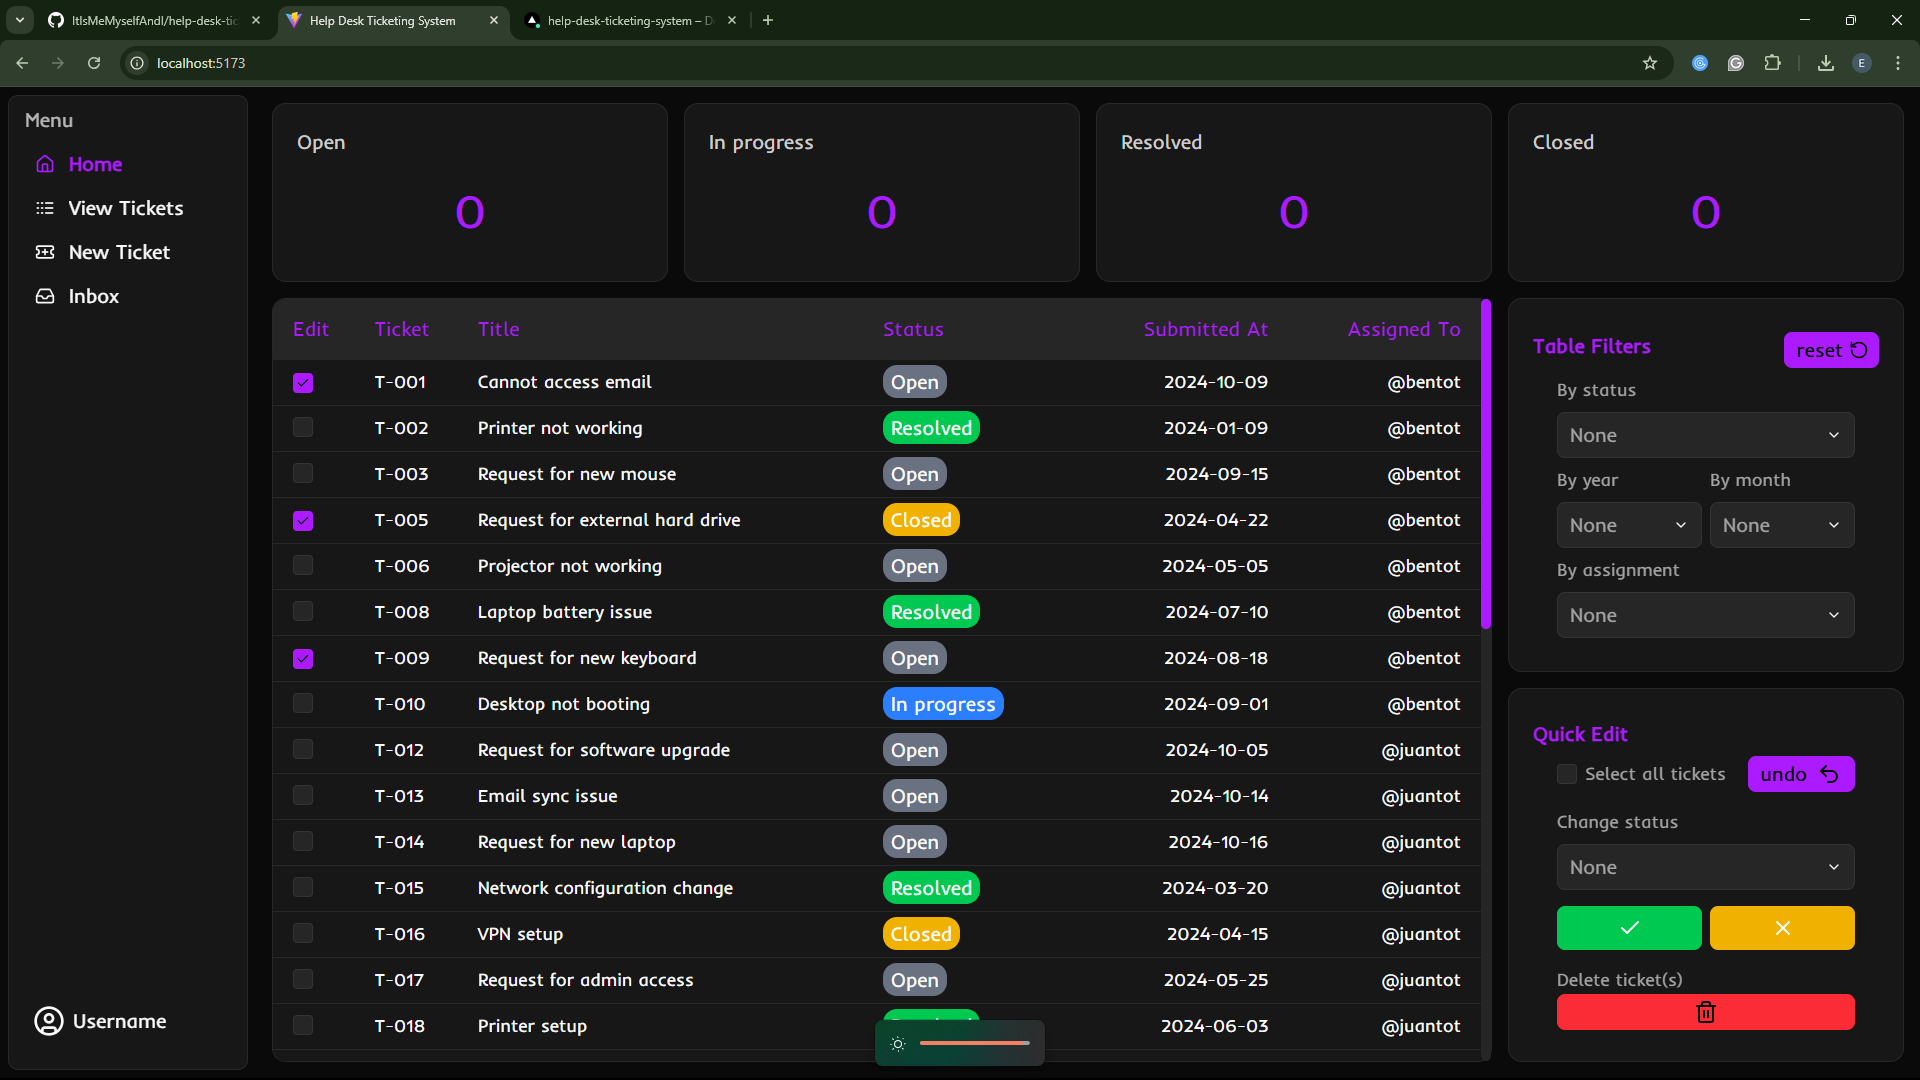 ItIsMeMyselfAndI/help-desk-tic
Help Desk Ticketing System
help-desk-ticketing-system – D
localhost:5173
E
Menu
Home
View Tickets
New Ticket
Inbox
Username
Open
0
In progress
0
Resolved
0
Closed
0
Edit Ticket Title Status Submitted At Assigned To
T-001 Cannot access email Open 2024-10-09 @bentot
T-002 Printer not working Resolved 2024-01-09 @bentot
T-003 Request for new mouse Open 2024-09-15 @bentot
T-005 Request for external hard drive Closed 2024-04-22 @bentot
T-006 Projector not working Open 2024-05-05 @bentot
T-008 Laptop battery issue Resolved 2024-07-10 @bentot
T-009 Request for new keyboard Open 2024-08-18 @bentot
T-010 Desktop not booting In progress 2024-09-01 @bentot
T-012 Request for software upgrade Open 2024-10-05 @juantot
T-013 Email sync issue Open 2024-10-14 @juantot
T-014 Request for new laptop Open 2024-10-16 @juantot
T-015 Network configuration change Resolved 2024-03-20 @juantot
T-016 VPN setup Closed 2024-04-15 @juantot
T-017 Request for admin access Open 2024-05-25 @juantot
T-018 Printer setup 2024-06-03 @juantot
Table Filters
reset
By status
None
By year By month
None None
By assignment
None
Quick Edit
Select all tickets undo
Change status
None
Delete ticket(s)